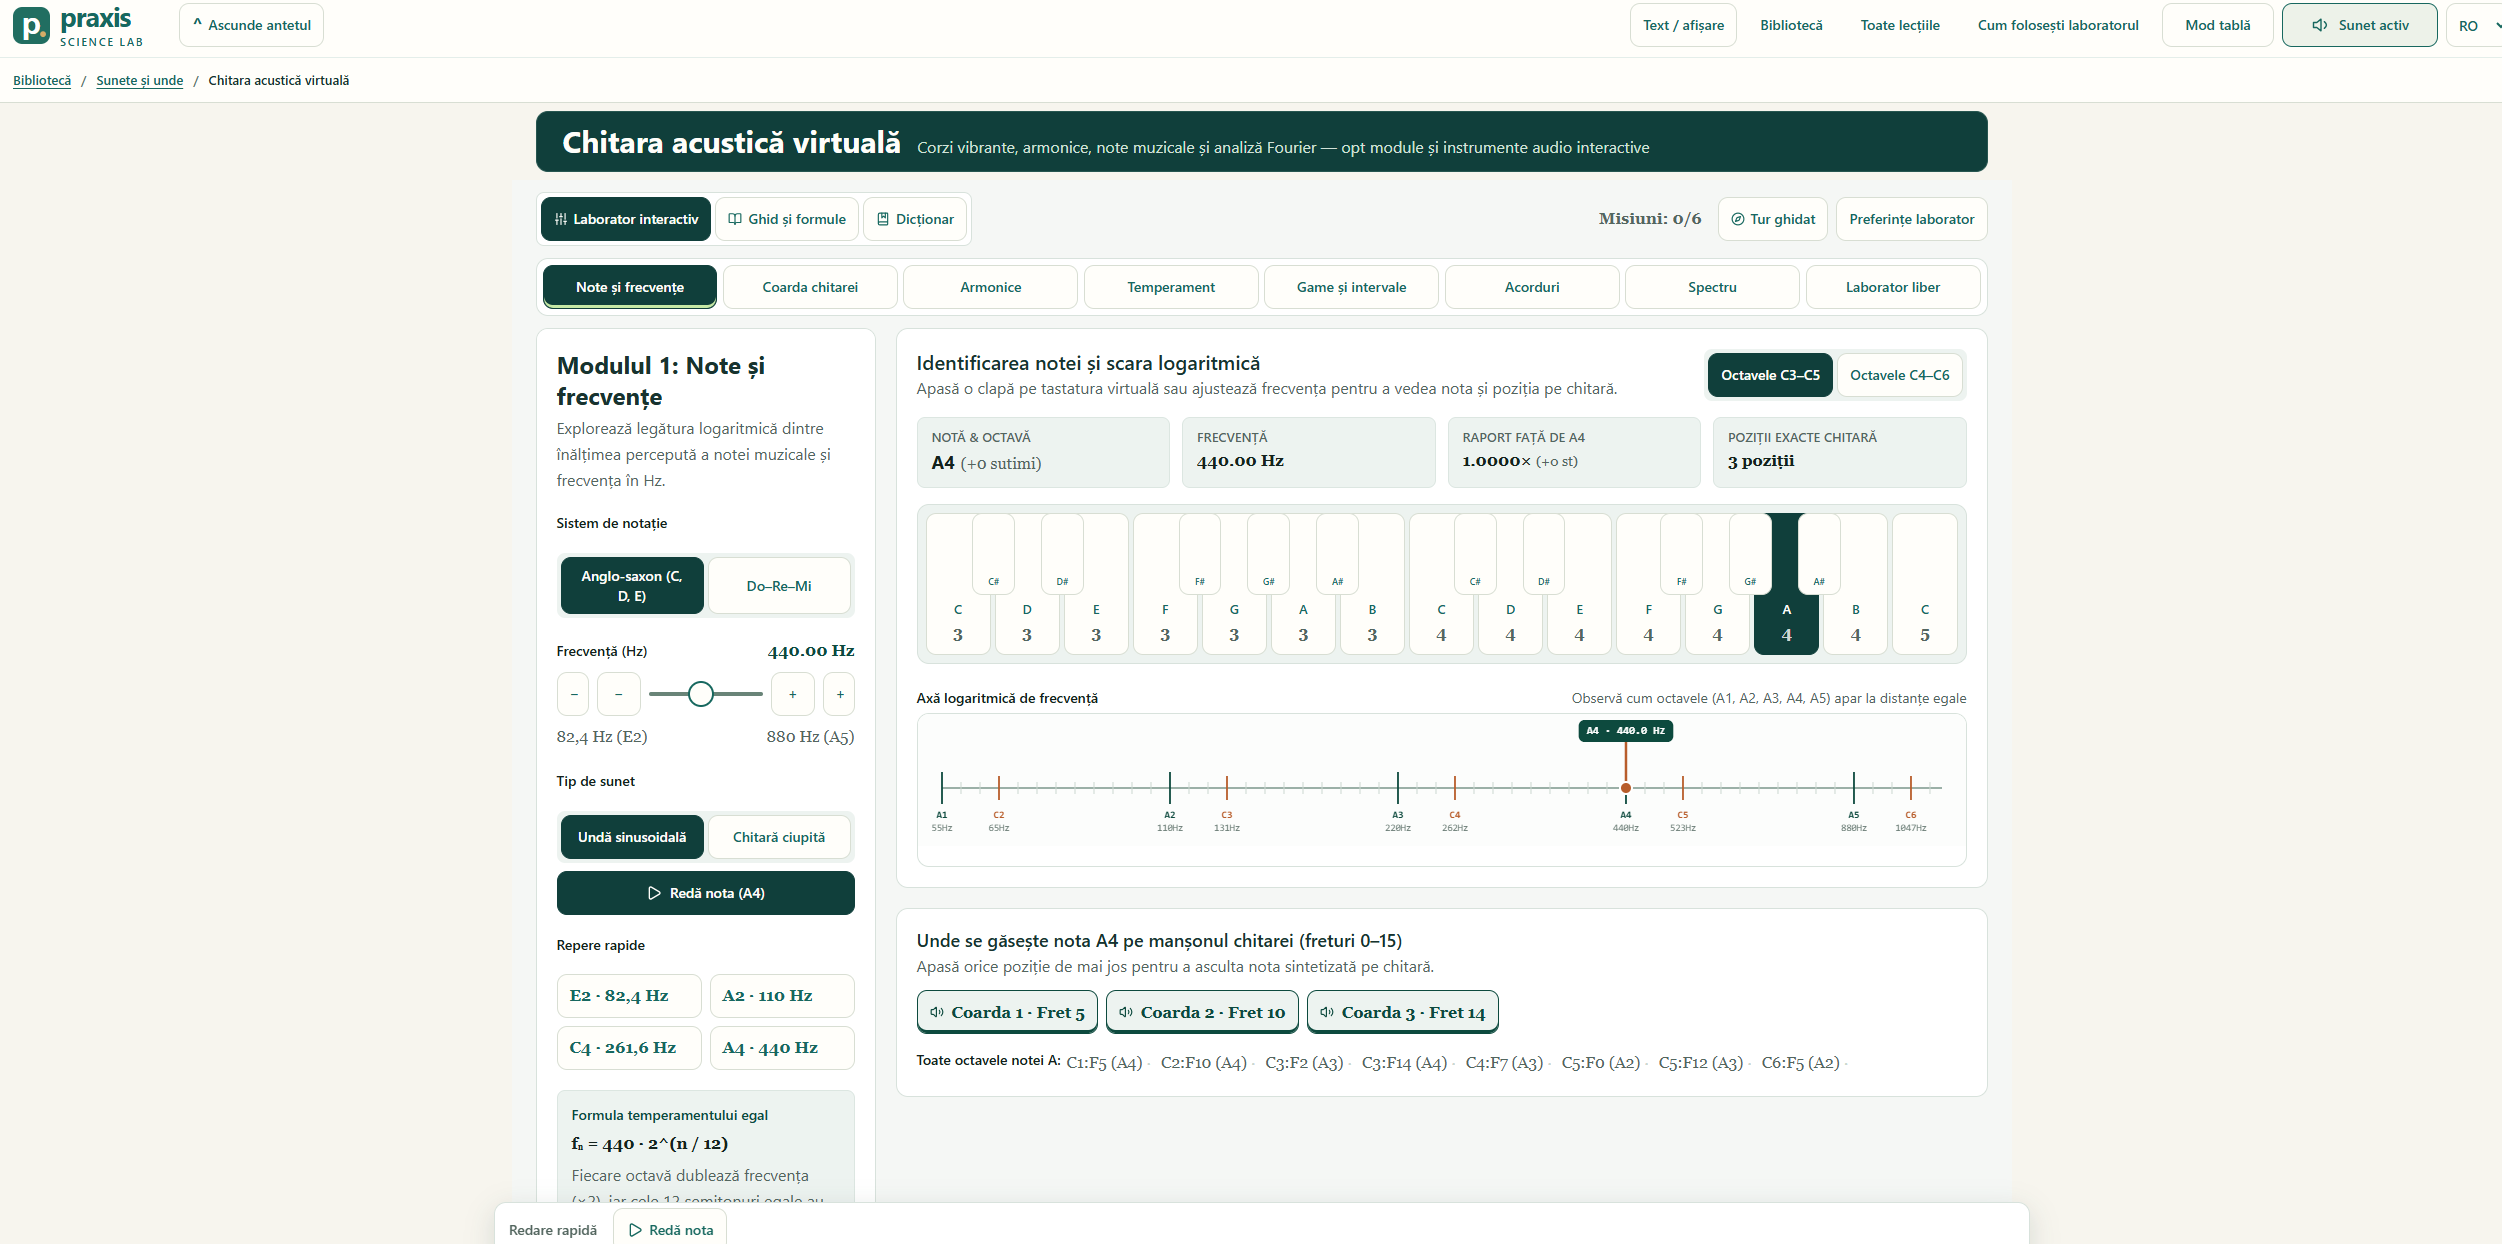 praxis
SCIENCE LAB
^ Ascunde antetul
Text / afișare
Bibliotecă
Toate lecțiile
Cum folosești laboratorul
Mod tablă
Sunet activ
RO
Bibliotecă / Sunete și unde / Chitara acustică virtuală
Chitara acustică virtuală Corzi vibrante, armonice, note muzicale și analiză Fourier — opt module și instrumente audio interactive
Laborator interactiv
Ghid și formule
Dicționar
Misiuni: 0/6
Tur ghidat
Preferințe laborator
Note și frecvențe
Coarda chitarei
Armonice
Temperament
Game și intervale
Acorduri
Spectru
Laborator liber
Modulul 1: Note și
frecvențe
Explorează legătura logaritmică dintre
înălțimea percepută a notei muzicale și
frecvența în Hz.
Sistem de notație
Anglo-saxon (C,
D, E)
Do–Re–Mi
Frecvență (Hz) 440.00 Hz
− − + +
82,4 Hz (E2) 880 Hz (A5)
Tip de sunet
Undă sinusoidală
Chitară ciupită
Redă nota (A4)
Repere rapide
E2 · 82,4 Hz
A2 · 110 Hz
C4 · 261,6 Hz
A4 · 440 Hz
Formula temperamentului egal
fₙ = 440 · 2^(n / 12)
Fiecare octavă dublează frecvența
(×2), iar cele 12 semitonuri egale au
Identificarea notei și scara logaritmică
Apasă o clapă pe tastatura virtuală sau ajustează frecvența pentru a vedea nota și poziția pe chitară.
Octavele C3–C5
Octavele C4–C6
NOTĂ & OCTAVĂ
A4 (+0 sutimi)
FRECVENȚĂ
440.00 Hz
RAPORT FAȚĂ DE A4
1.0000× (+0 st)
POZIȚII EXACTE CHITARĂ
3 poziții
C# D# F# G# A# C# D# F# G# A#
C D E F G A B C D E F G A B C
3 3 3 3 3 3 3 4 4 4 4 4 4 4 5
Axă logaritmică de frecvență
Observă cum octavele (A1, A2, A3, A4, A5) apar la distanțe egale
A4 · 440.0 Hz
A1 C2 A2 C3 A3 C4 A4 C5 A5 C6
55Hz 65Hz 110Hz 131Hz 220Hz 262Hz 440Hz 523Hz 880Hz 1047Hz
Unde se găsește nota A4 pe manșonul chitarei (freturi 0–15)
Apasă orice poziție de mai jos pentru a asculta nota sintetizată pe chitară.
Coarda 1 · Fret 5
Coarda 2 · Fret 10
Coarda 3 · Fret 14
Toate octavele notei A: C1:F5 (A4) · C2:F10 (A4) · C3:F2 (A3) · C3:F14 (A4) · C4:F7 (A3) · C5:F0 (A2) · C5:F12 (A3) · C6:F5 (A2) ·
Redare rapidă
Redă nota